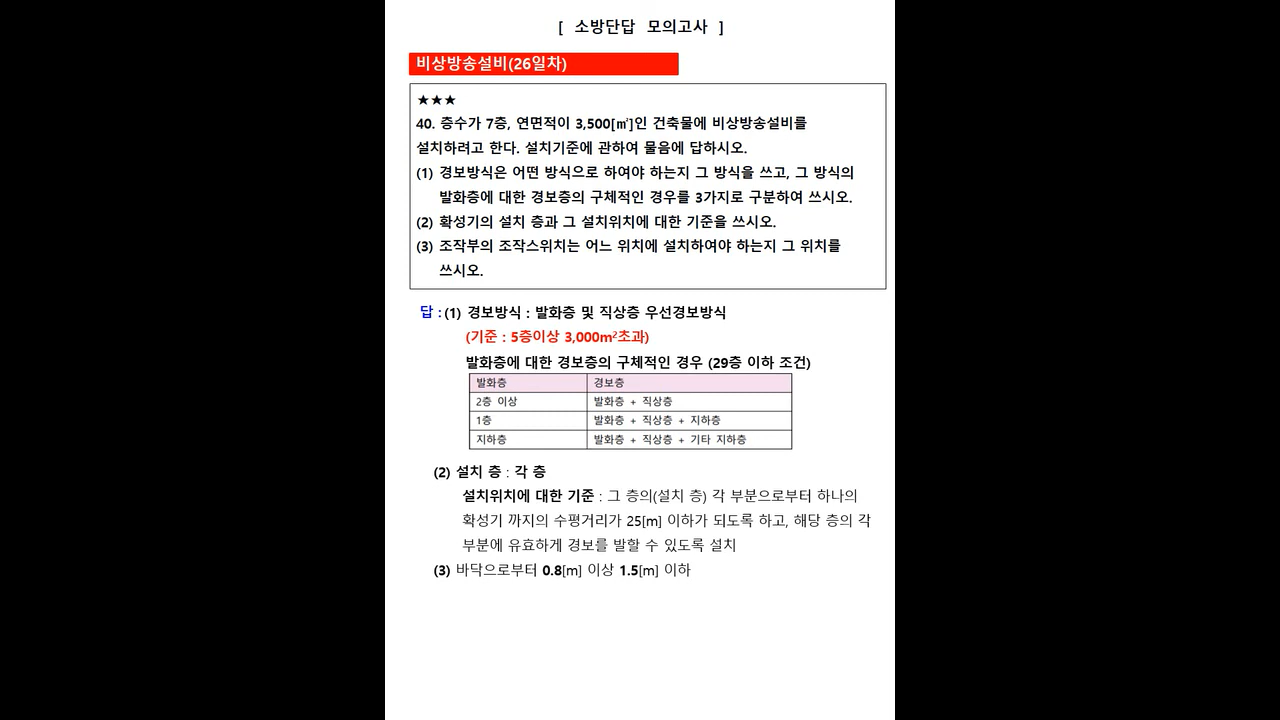 [ 소방단답 모의고사 ]
비상방송설비(26일차)
★★★
40. 층수가 7층, 연면적이 3,500[㎡]인 건축물에 비상방송설비를
설치하려고 한다. 설치기준에 관하여 물음에 답하시오.
(1) 경보방식은 어떤 방식으로 하여야 하는지 그 방식을 쓰고, 그 방식의
발화층에 대한 경보층의 구체적인 경우를 3가지로 구분하여 쓰시오.
(2) 확성기의 설치 층과 그 설치위치에 대한 기준을 쓰시오.
(3) 조작부의 조작스위치는 어느 위치에 설치하여야 하는지 그 위치를
쓰시오.
답 : (1) 경보방식 : 발화층 및 직상층 우선경보방식
(기준 : 5층이상 3,000m²초과)
발화층에 대한 경보층의 구체적인 경우 (29층 이하 조건)
발화층 경보층
2층 이상 발화층 + 직상층
1층 발화층 + 직상층 + 지하층
지하층 발화층 + 직상층 + 기타 지하층
(2) 설치 층 : 각 층
설치위치에 대한 기준 : 그 층의(설치 층) 각 부분으로부터 하나의
확성기 까지의 수평거리가 25[m] 이하가 되도록 하고, 해당 층의 각
부분에 유효하게 경보를 발할 수 있도록 설치
(3) 바닥으로부터 0.8[m] 이상 1.5[m] 이하